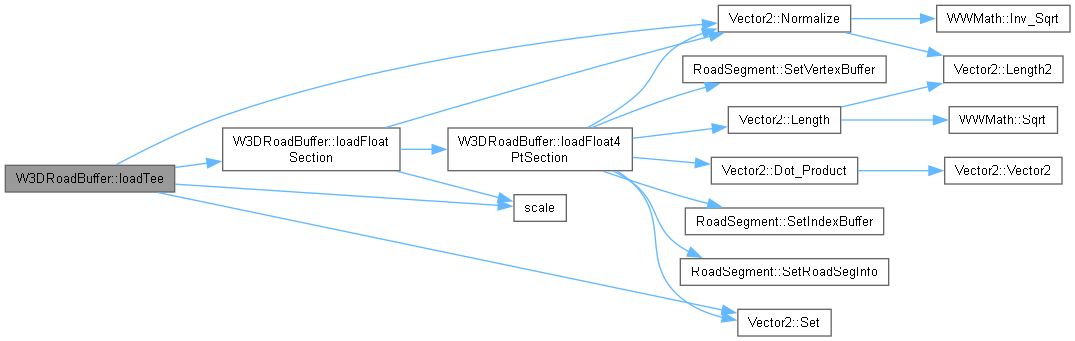 Vector2::Normalize
WWMath::Inv_Sqrt
RoadSegment::SetVertexBuffer
Vector2::Length2
W3DRoadBuffer::loadFloat
Section
W3DRoadBuffer::loadFloat4
PtSection
Vector2::Length
WWMath::Sqrt
W3DRoadBuffer::loadTee
Vector2::Dot_Product
Vector2::Vector2
scale
RoadSegment::SetIndexBuffer
RoadSegment::SetRoadSegInfo
Vector2::Set